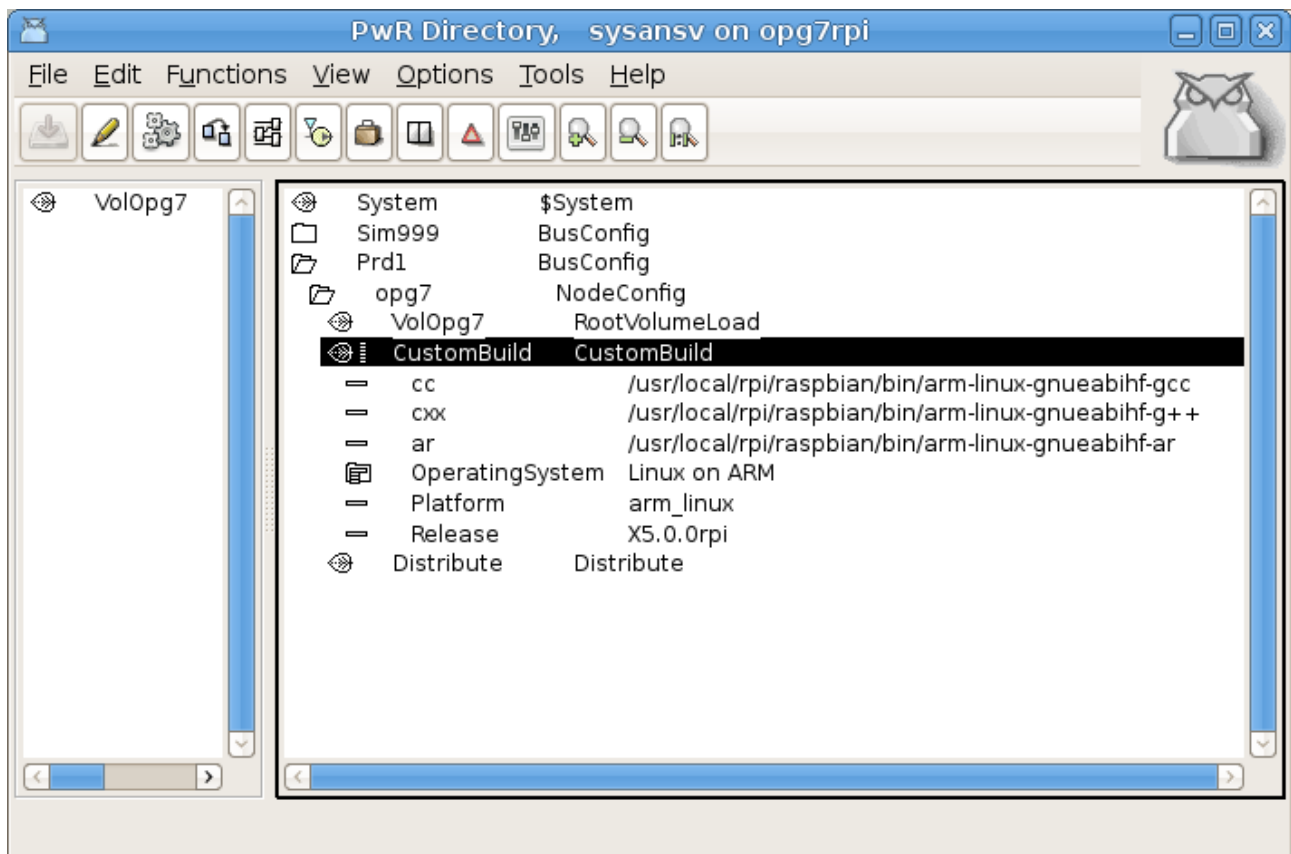 PwR Directory, sysansv on opg7rpi
File Edit Functions View Options Tools Help
VolOpg7
System $System
Sim999 BusConfig
Prd1 BusConfig
opg7 NodeConfig
VolOpg7 RootVolumeLoad
CustomBuild CustomBuild
cc /usr/local/rpi/raspbian/bin/arm-linux-gnueabihf-gcc
cxx /usr/local/rpi/raspbian/bin/arm-linux-gnueabihf-g++
ar /usr/local/rpi/raspbian/bin/arm-linux-gnueabihf-ar
OperatingSystem Linux on ARM
Platform arm_linux
Release X5.0.0rpi
Distribute Distribute